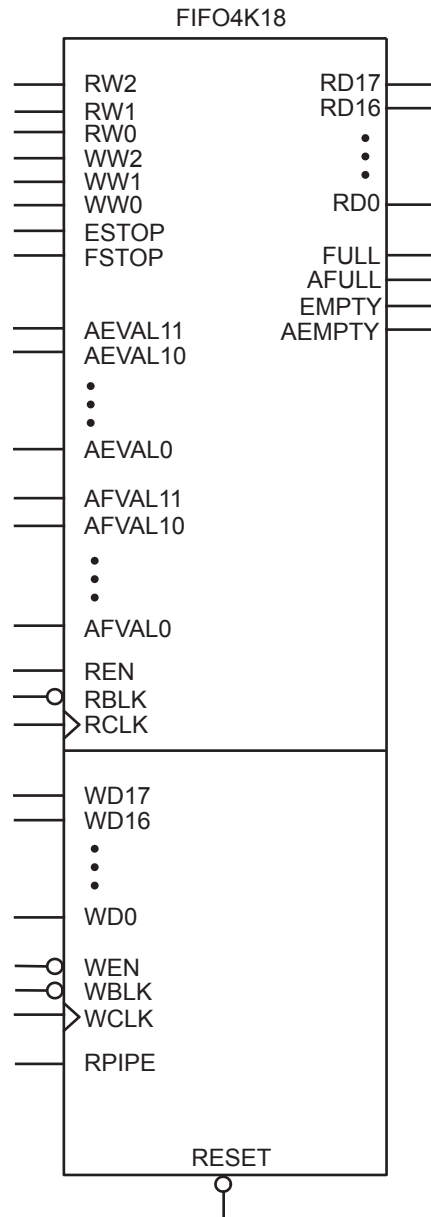 FIFO4K18
RW2
RD17
RW1
RD16
RW0
WW2
WW1
WW0
RD0
ESTOP
FSTOP
FULL
AFULL
EMPTY
AEVAL11
AEMPTY
AEVAL10
AEVAL0
AFVAL11
AFVAL10
AFVAL0
REN
RBLK
RCLK
WD17
WD16
WD0
WEN
WBLK
WCLK
RPIPE
RESET